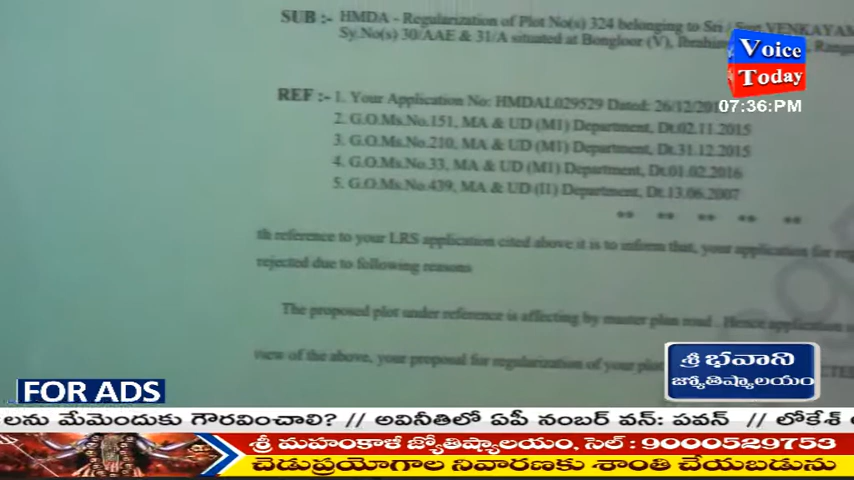 SUB :- HMDA - Regularization of Plot No(s) 324 belonging to Sri /
Sy.No(s) 30/AAE & 31/A situated at Bongloor (V),
Voice
Today
07:36:PM
REF :- 1. Your Application No: HMDAL029529 Dated: 26/12/
2. G.O.Ms.No.151, MA & UD (M1) Department, Dt.02.11.2015
3. G.O.Ms.No.210, MA & UD (M1) Department, Dt.31.12.2015
4. G.O.Ms.No.33, MA & UD (M1) Department, Dt.01.02.2016
5. G.O.Ms.No.439, MA & UD (I1) Department, Dt.13.06.2007
** ** ** ** **
th reference to your LRS application cited above it is to inform that, your application for
rejected due to following reasons
The proposed plot under reference is affecting by master plan road . Hence application
view of the above, your proposal for regularization of your plot
శ్రీ భవాని
జ్యోతిష్యాలయం
FOR ADS
లను మేమెందుకు గౌరవించాలి? // అవినీతిలో ఏపీ నంబర్ వన్: పవన్ // లోకేశ్
శ్రీ మహంకాళీ జ్యోతిష్యాలయం, సెల్ : 9000529753
చెడుప్రయోగాల నివారణకు శాంతి చేయబడును